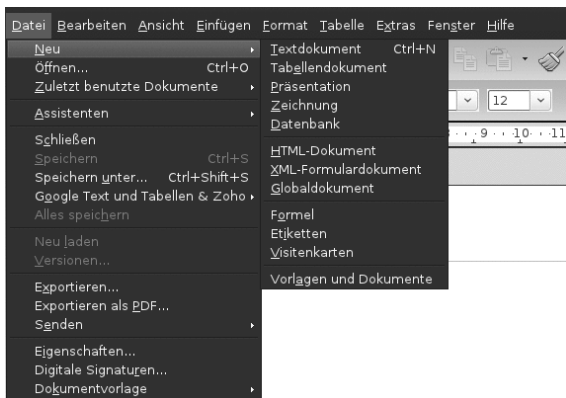 Datei Bearbeiten Ansicht Einfügen Format Tabelle Extras Fenster Hilfe
Neu
Öffnen... Ctrl+O
Zuletzt benutzte Dokumente
Assistenten
Schließen
Speichern Ctrl+S
Speichern unter... Ctrl+Shift+S
Google Text und Tabellen & Zoho
Alles speichern
Neu laden
Versionen...
Exportieren...
Exportieren als PDF...
Senden
Eigenschaften...
Digitale Signaturen...
Dokumentvorlage
Textdokument Ctrl+N
Tabellendokument
Präsentation
Zeichnung
Datenbank
HTML-Dokument
XML-Formulardokument
Globaldokument
Formel
Etiketten
Visitenkarten
Vorlagen und Dokumente
12
9 10 11